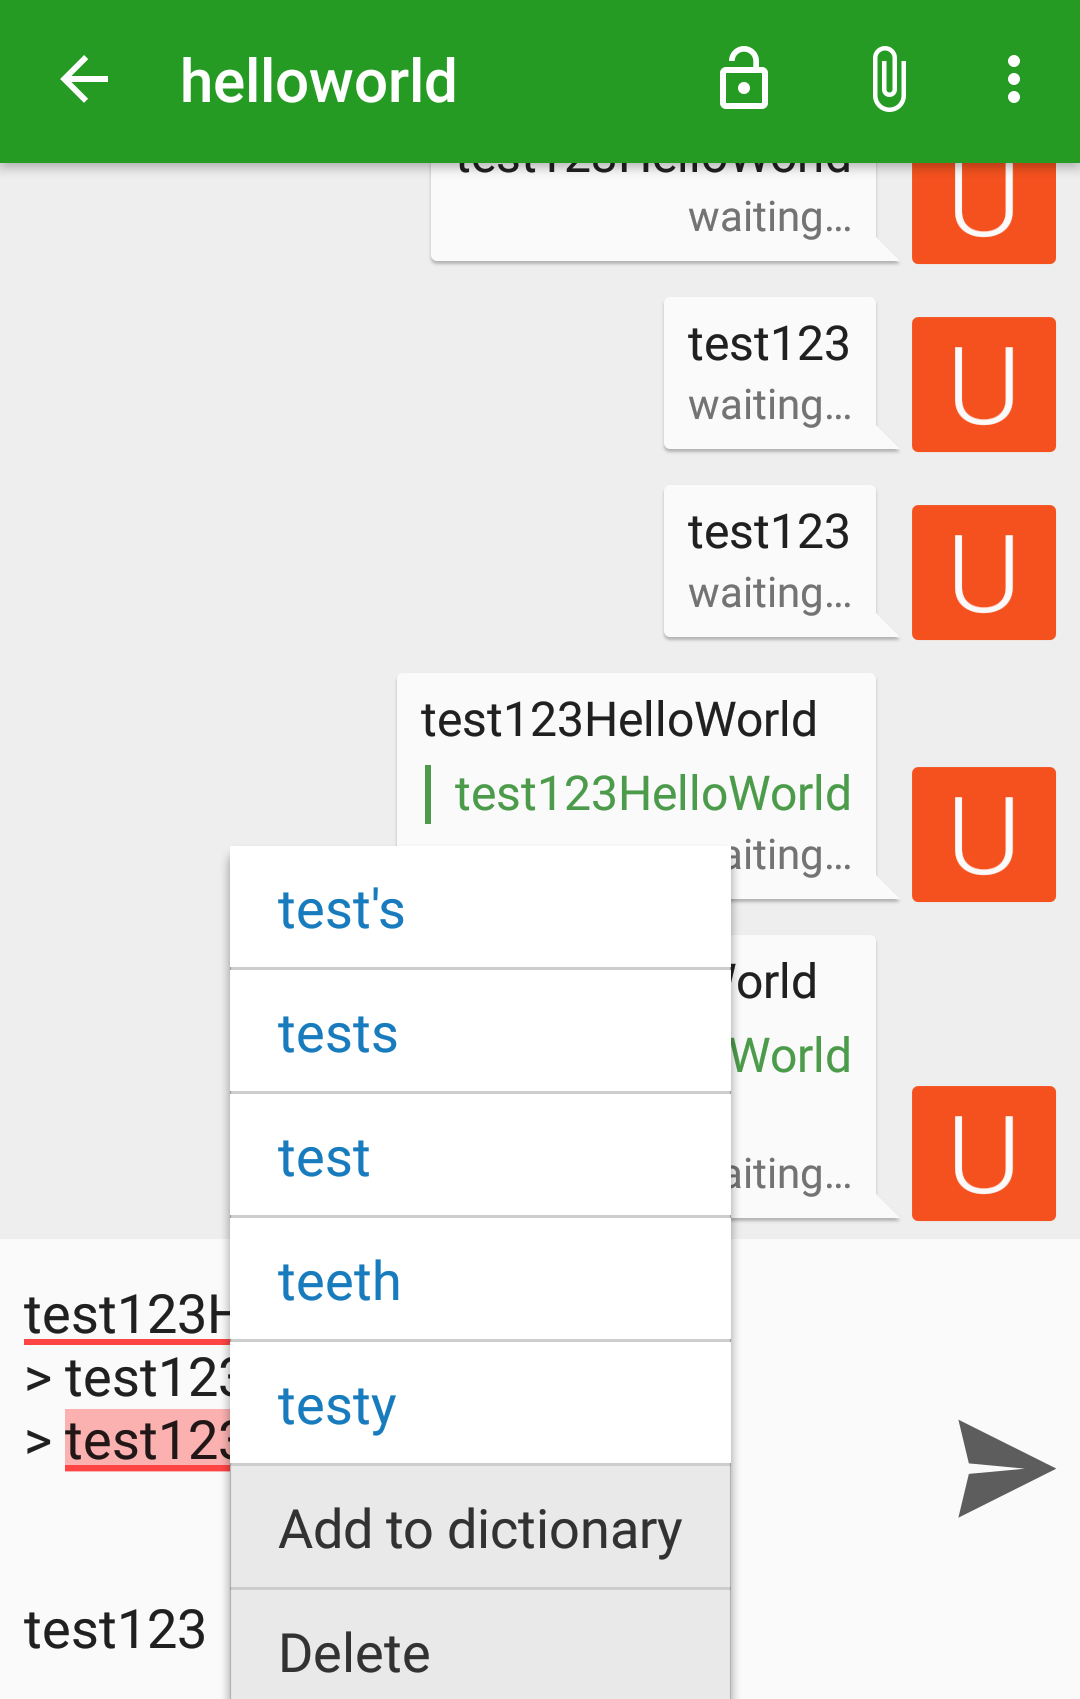 helloworld
test123HelloWorld
waiting...
U
test123
waiting...
U
test123
waiting...
U
test123HelloWorld
test123HelloWorld
aiting...
U
orld
World
aiting...
U
test's
tests
test
teeth
testy
Add to dictionary
Delete
test123H
> test123
> test123
test123